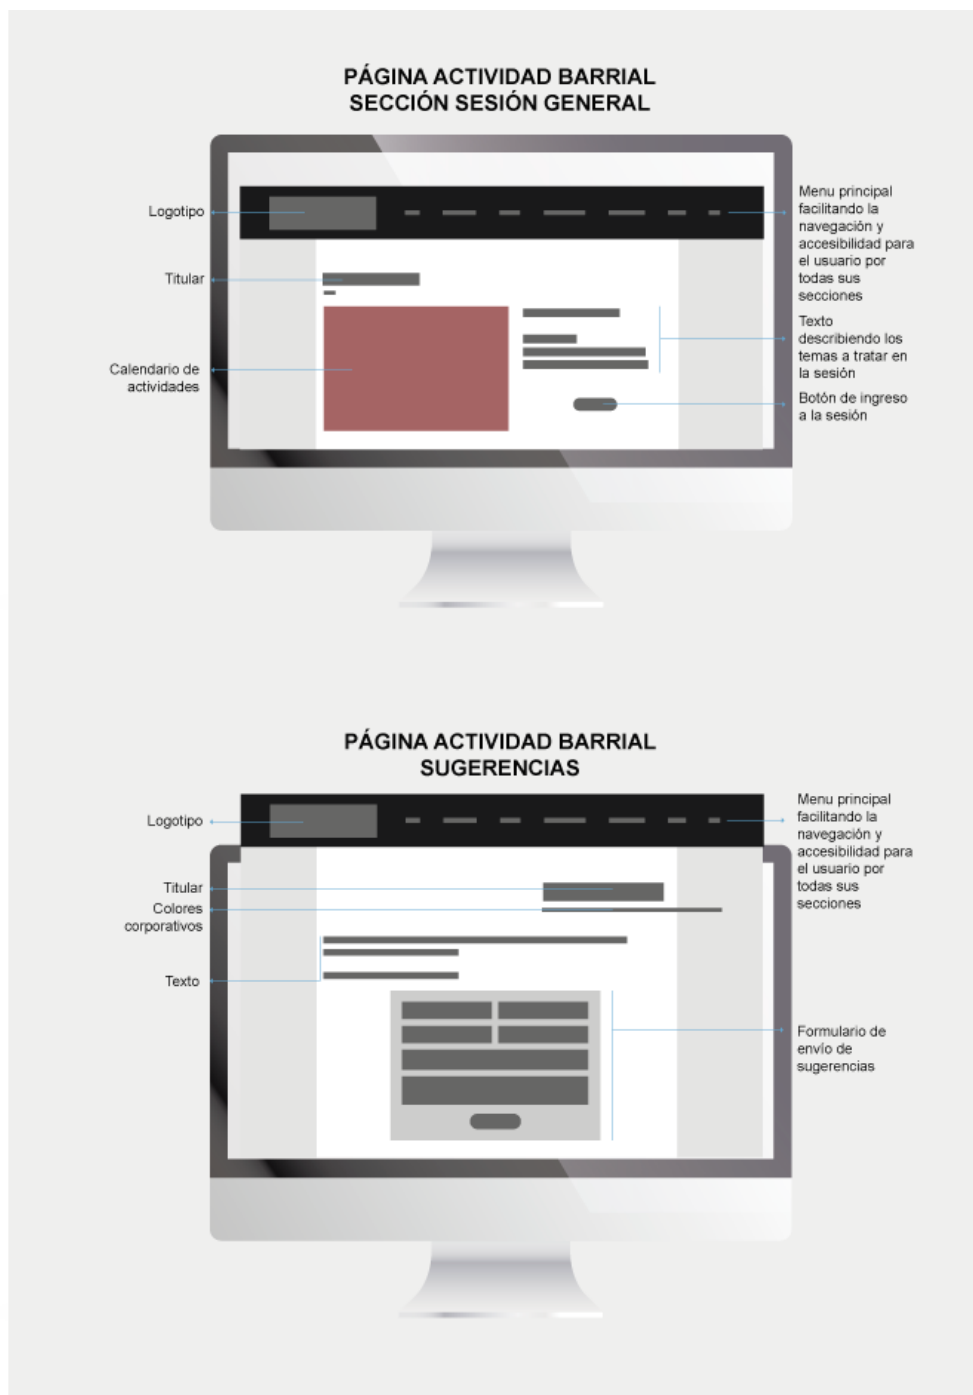 PÁGINA ACTIVIDAD BARRIAL
SECCIÓN SESIÓN GENERAL
Logotipo
Titular
Calendario de
actividades
Menu principal
facilitando la
navegación y
accesibilidad para
el usuario por
todas sus
secciones
Texto
describiendo los
temas a tratar en
la sesión
Botón de ingreso
a la sesión
PÁGINA ACTIVIDAD BARRIAL
SUGERENCIAS
Logotipo
Titular
Colores
corporativos
Texto
Menu principal
facilitando la
navegación y
accesibilidad para
el usuario por
todas sus
secciones
Formulario de
envío de
sugerencias